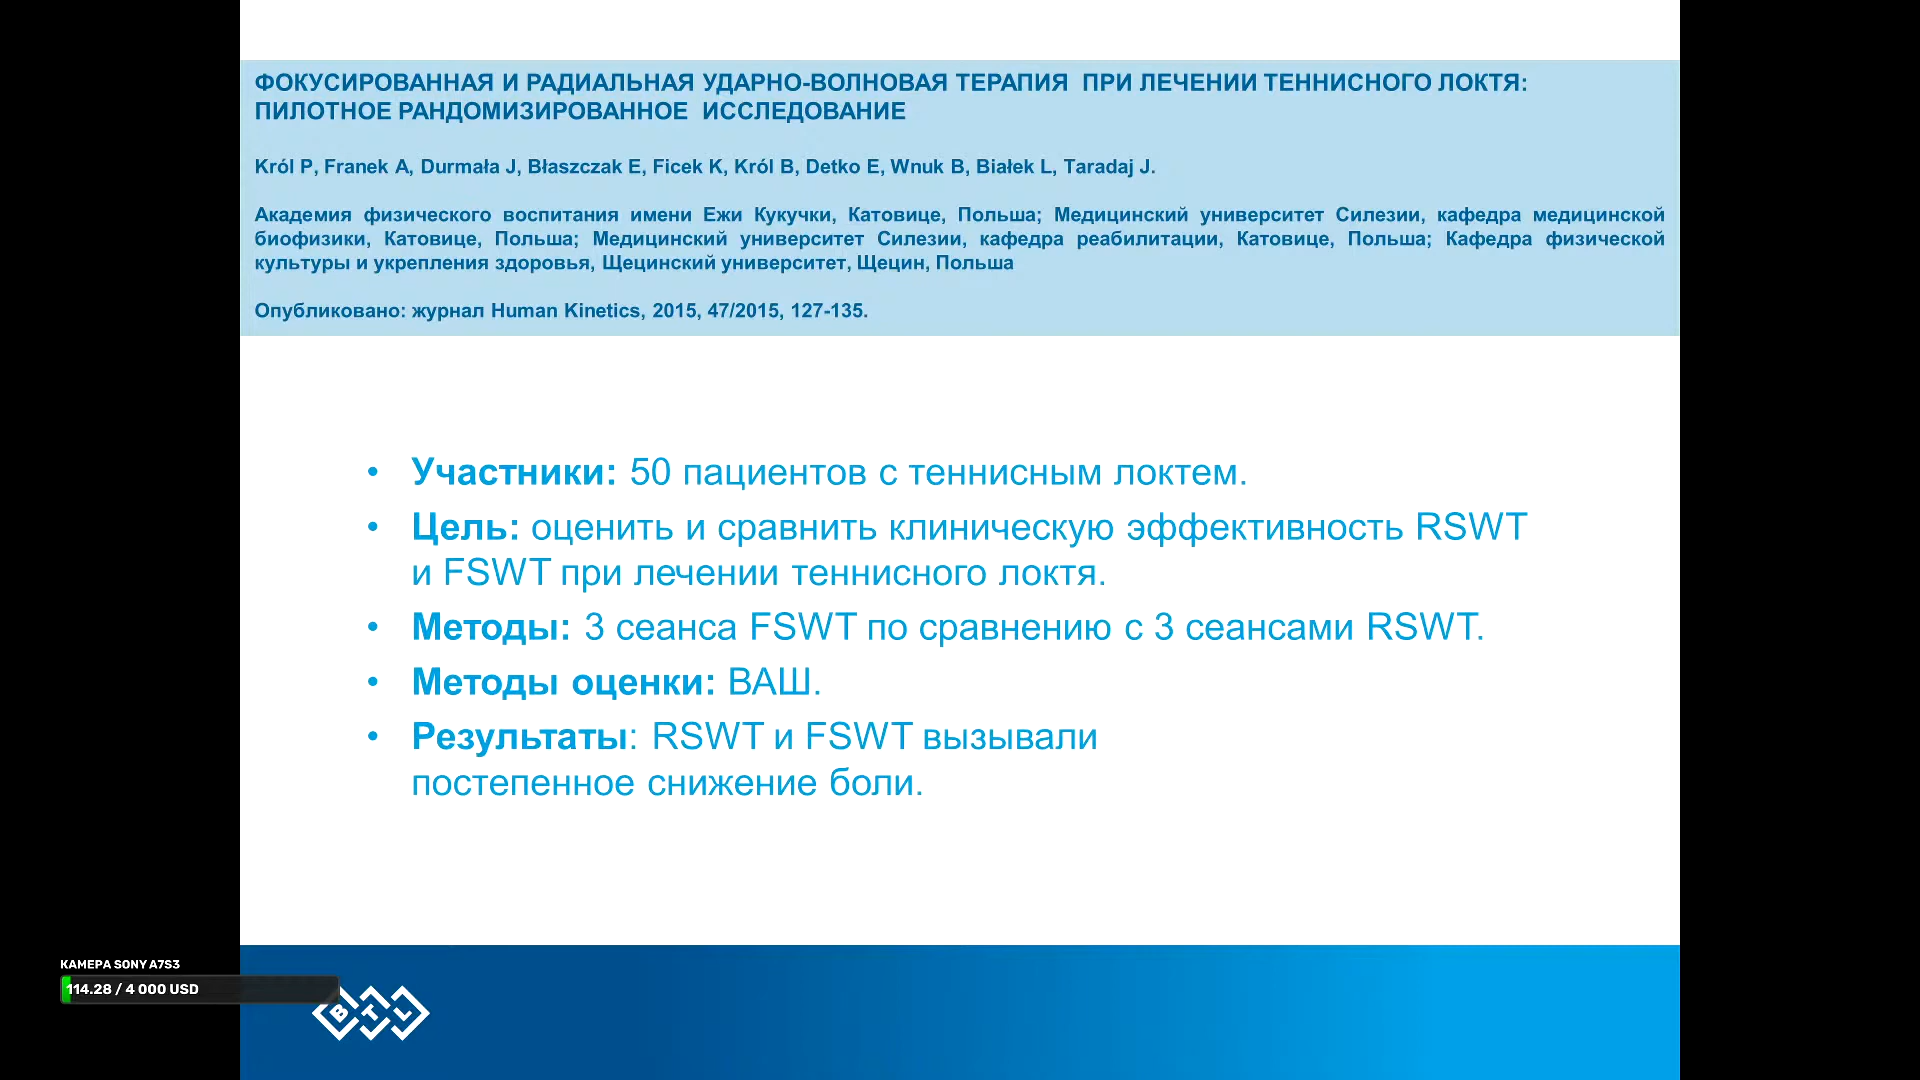 ФОКУСИРОВАННАЯ И РАДИАЛЬНАЯ УДАРНО-ВОЛНОВАЯ ТЕРАПИЯ ПРИ ЛЕЧЕНИИ ТЕННИСНОГО ЛОКТЯ:
ПИЛОТНОЕ РАНДОМИЗИРОВАННОЕ ИССЛЕДОВАНИЕ
Król P, Franek A, Durmała J, Błaszczak E, Ficek K, Król B, Detko E, Wnuk B, Białek L, Taradaj J.
Академия физического воспитания имени Ежи Кукучки, Катовице, Польша; Медицинский университет Силезии, кафедра медицинской
биофизики, Катовице, Польша; Медицинский университет Силезии, кафедра реабилитации, Катовице, Польша; Кафедра физической
культуры и укрепления здоровья, Щецинский университет, Щецин, Польша
Опубликовано: журнал Human Kinetics, 2015, 47/2015, 127-135.
• Участники: 50 пациентов с теннисным локтем.
• Цель: оценить и сравнить клиническую эффективность RSWT
и FSWT при лечении теннисного локтя.
• Методы: 3 сеанса FSWT по сравнению с 3 сеансами RSWT.
• Методы оценки: ВАШ.
• Результаты: RSWT и FSWT вызывали
постепенное снижение боли.
КАМЕРА SONY A7S3
114.28 / 4 000 USD
BTL